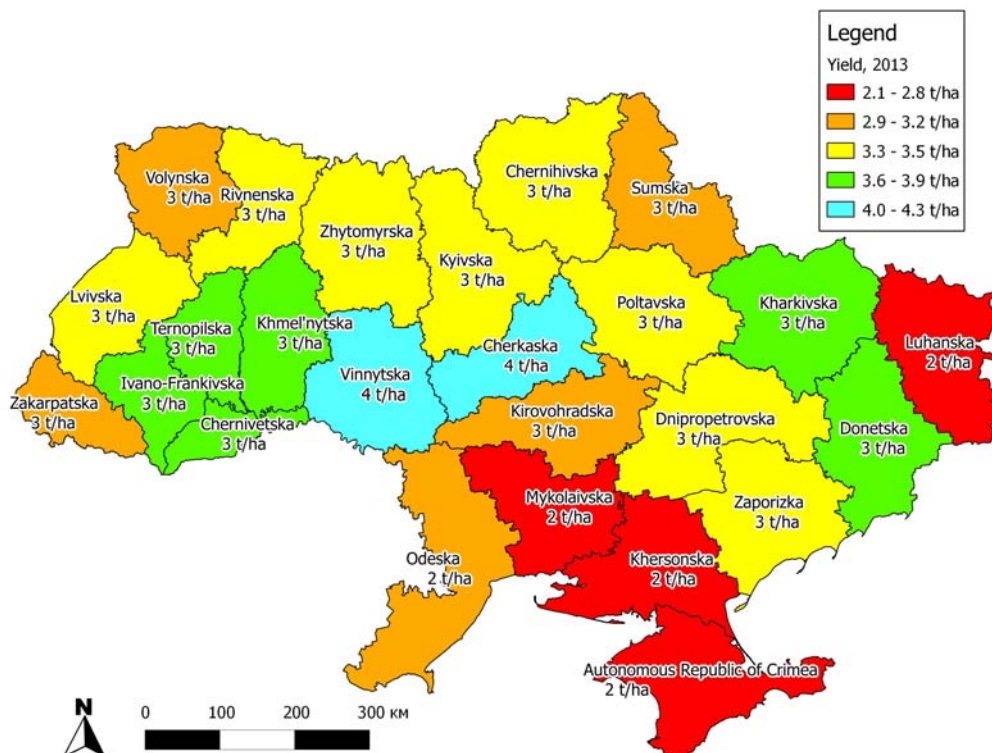 Legend
Yield, 2013
2.1 - 2.8 t/ha
2.9 - 3.2 t/ha
3.3 - 3.5 t/ha
3.6 - 3.9 t/ha
4.0 - 4.3 t/ha
Chernihivska
3 t/ha
Volynska
3 t/ha
Rivnenska
3 t/ha
Sumska
3 t/ha
Zhytomyrska
3 t/ha
Kyivska
3 t/ha
Lvivska
3 t/ha
Ternopilska
3 t/ha
Khmel'nytska
3 t/ha
Poltavska
3 t/ha
Kharkivska
3 t/ha
Luhanska
2 t/ha
Cherkaska
4 t/ha
Vinnytska
4 t/ha
Ivano-Frankivska
3 t/ha
Zakarpatska
3 t/ha
Chernivetska
3 t/ha
Kirovohradska
3 t/ha
Dnipropetrovska
3 t/ha
Donetska
3 t/ha
Mykolaivska
2 t/ha
Zaporizka
3 t/ha
Odeska
2 t/ha
Khersonska
2 t/ha
Autonomous Republic of Crimea
2 t/ha
N
0 100 200 300 км